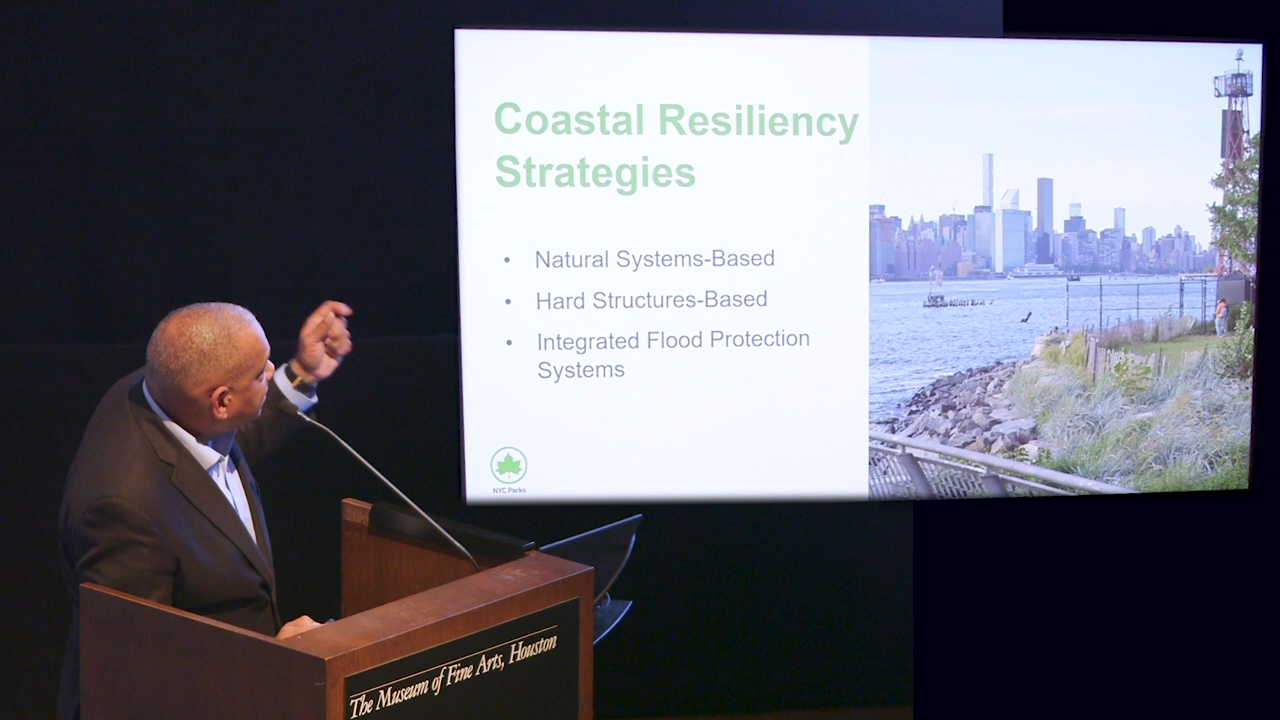 Coastal Resiliency
Strategies
• Natural Systems-Based
• Hard Structures-Based
• Integrated Flood Protection
Systems
NYC Parks
The Museum of Fine Arts, Houston